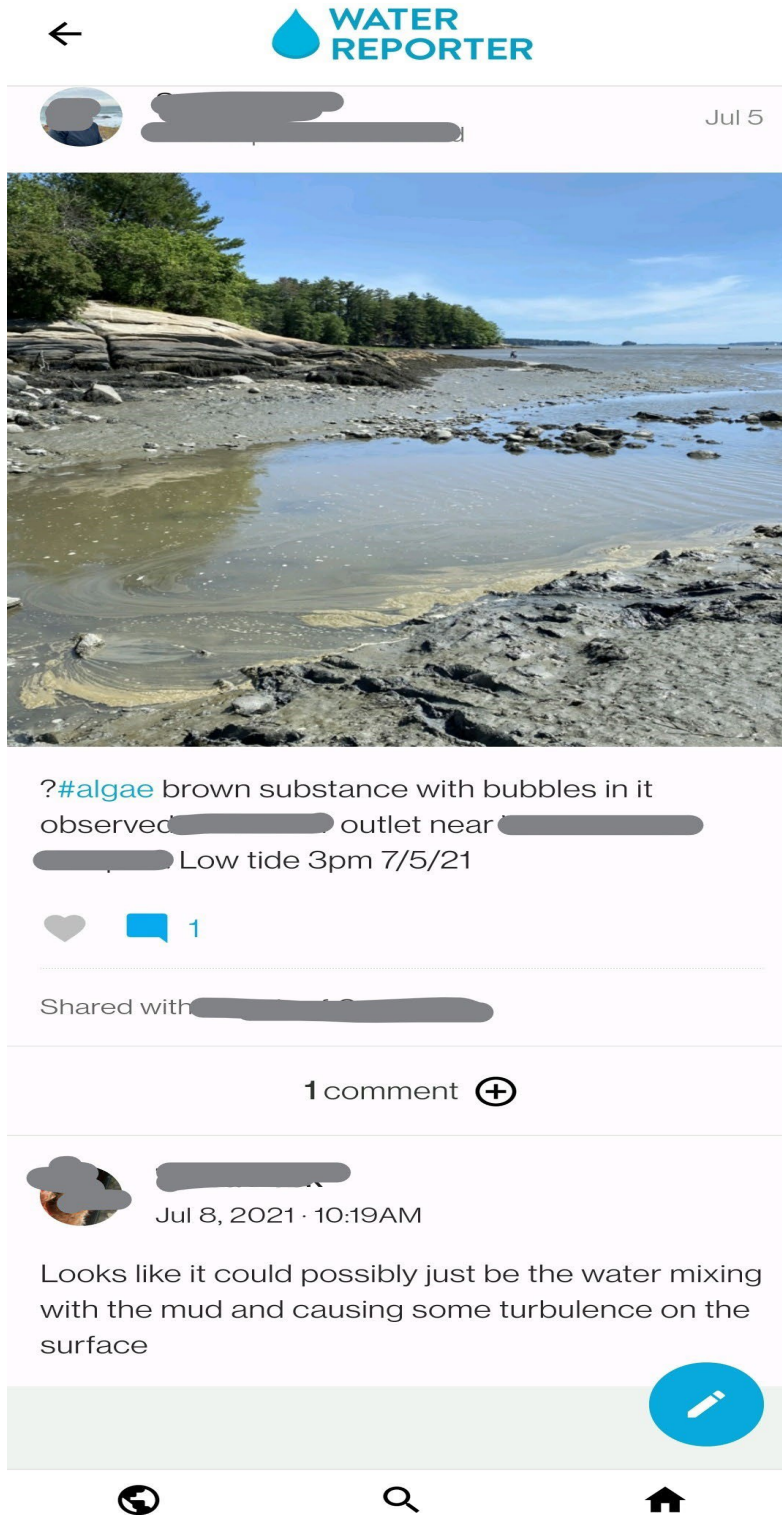 WATER
REPORTER
Jul 5
?#algae brown substance with bubbles in it
observed outlet near
Low tide 3pm 7/5/21
1
Shared with
1 comment
Jul 8, 2021 · 10:19AM
Looks like it could possibly just be the water mixing
with the mud and causing some turbulence on the
surface